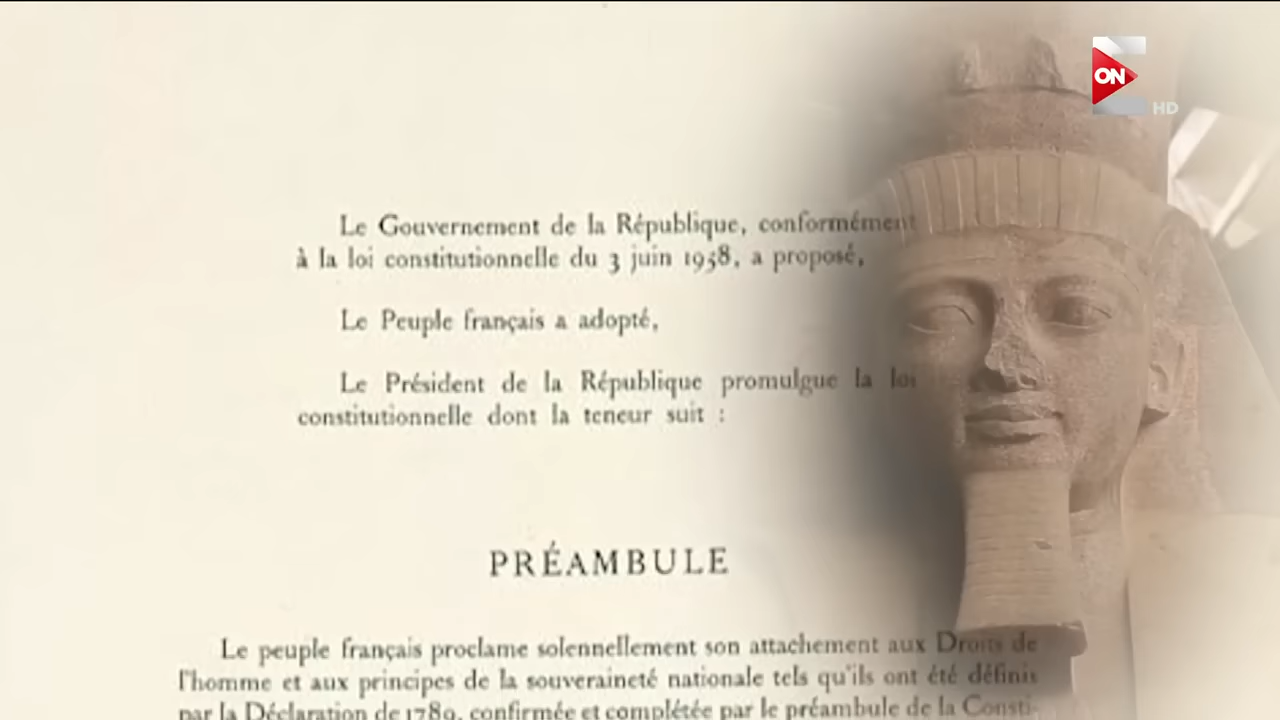 ON
HD
Le Gouvernement de la République, conformément
à la loi constitutionnelle du 3 juin 1958, a proposé,
Le Peuple français a adopté,
Le Président de la République promulgue la loi
constitutionnelle dont la teneur suit :
PRÉAMBULE
Le peuple français proclame solennellement son attachement aux Droits de
l'homme et aux principes de la souveraineté nationale tels qu'ils ont été définis
par la Déclaration de 1789, confirmée et complétée par le préambule de la Consti-